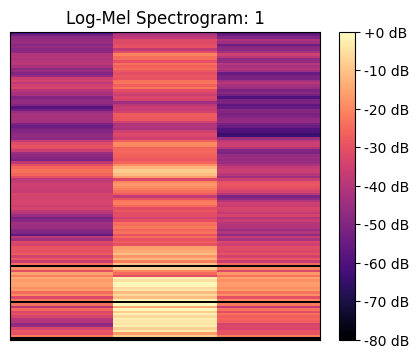 Log-Mel Spectrogram: 1
+0 dB
-10 dB
-20 dB
-30 dB
-40 dB
-50 dB
-60 dB
-70 dB
-80 dB